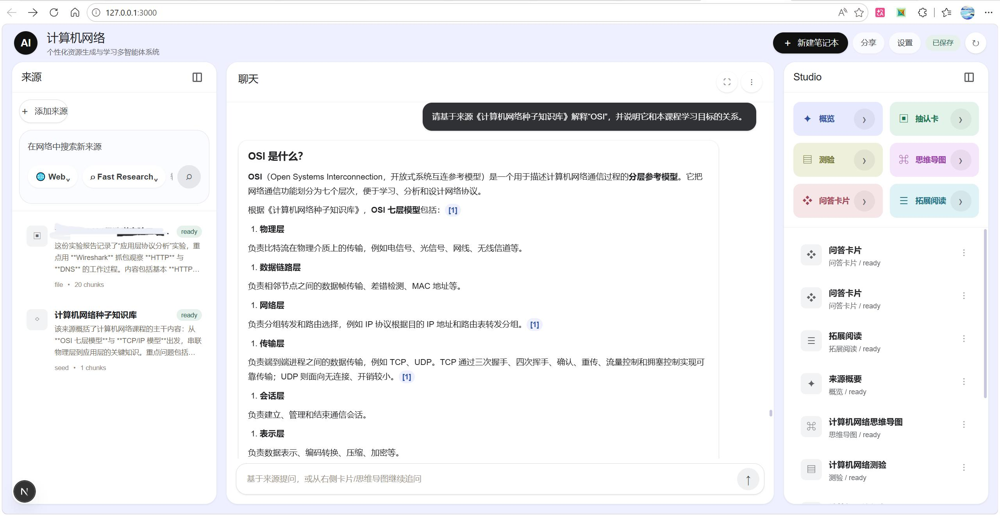 127.0.0.1:3000
AI
计算机网络
个性化资源生成与学习多智能体系统
+ 新建笔记本
分享
设置
已保存
来源
+ 添加来源
在网络中搜索新来源
Web
Fast Research
ready
这份实验报告记录了“应用层协议分析”实验，重
点用 **Wireshark** 抓包观察 **HTTP** 与
**DNS** 的工作过程。内容包括基本 **HTTP...
file • 20 chunks
计算机网络种子知识库
ready
该来源概括了计算机网络课程的主干内容：从
**OSI 七层模型**与 **TCP/IP 模型**出发，串联
物理层到应用层的关键知识。重点问题包括...
seed • 1 chunks
N
聊天
请基于来源《计算机网络种子知识库》解释“OSI”，并说明它和本课程学习目标的关系。
OSI 是什么？
OSI（Open Systems Interconnection，开放式系统互连参考模型）是一个用于描述计算机网络通信过程的分层参考模型。它把
网络通信功能划分为七个层次，便于学习、分析和设计网络协议。
根据《计算机网络种子知识库》，OSI 七层模型包括： [1]
1. 物理层
负责比特流在物理介质上的传输，例如电信号、光信号、网线、无线信道等。
1. 数据链路层
负责相邻节点之间的数据帧传输、差错检测、MAC 地址等。
1. 网络层
负责分组转发和路由选择，例如 IP 协议根据目的 IP 地址和路由表转发分组。 [1]
1. 传输层
负责端到端进程之间的数据传输，例如 TCP、UDP。TCP 通过三次握手、四次挥手、确认、重传、流量控制和拥塞控制实现可
靠传输；UDP 则面向无连接、开销较小。 [1]
1. 会话层
负责建立、管理和结束通信会话。
1. 表示层
负责数据表示、编码转换、压缩、加密等。
基于来源提问，或从右侧卡片/思维导图继续追问
Studio
概览
抽认卡
测验
思维导图
问答卡片
拓展阅读
问答卡片
问答卡片 / ready
问答卡片
问答卡片 / ready
拓展阅读
拓展阅读 / ready
来源概要
概览 / ready
计算机网络思维导图
思维导图 / ready
计算机网络测验
测验 / ready